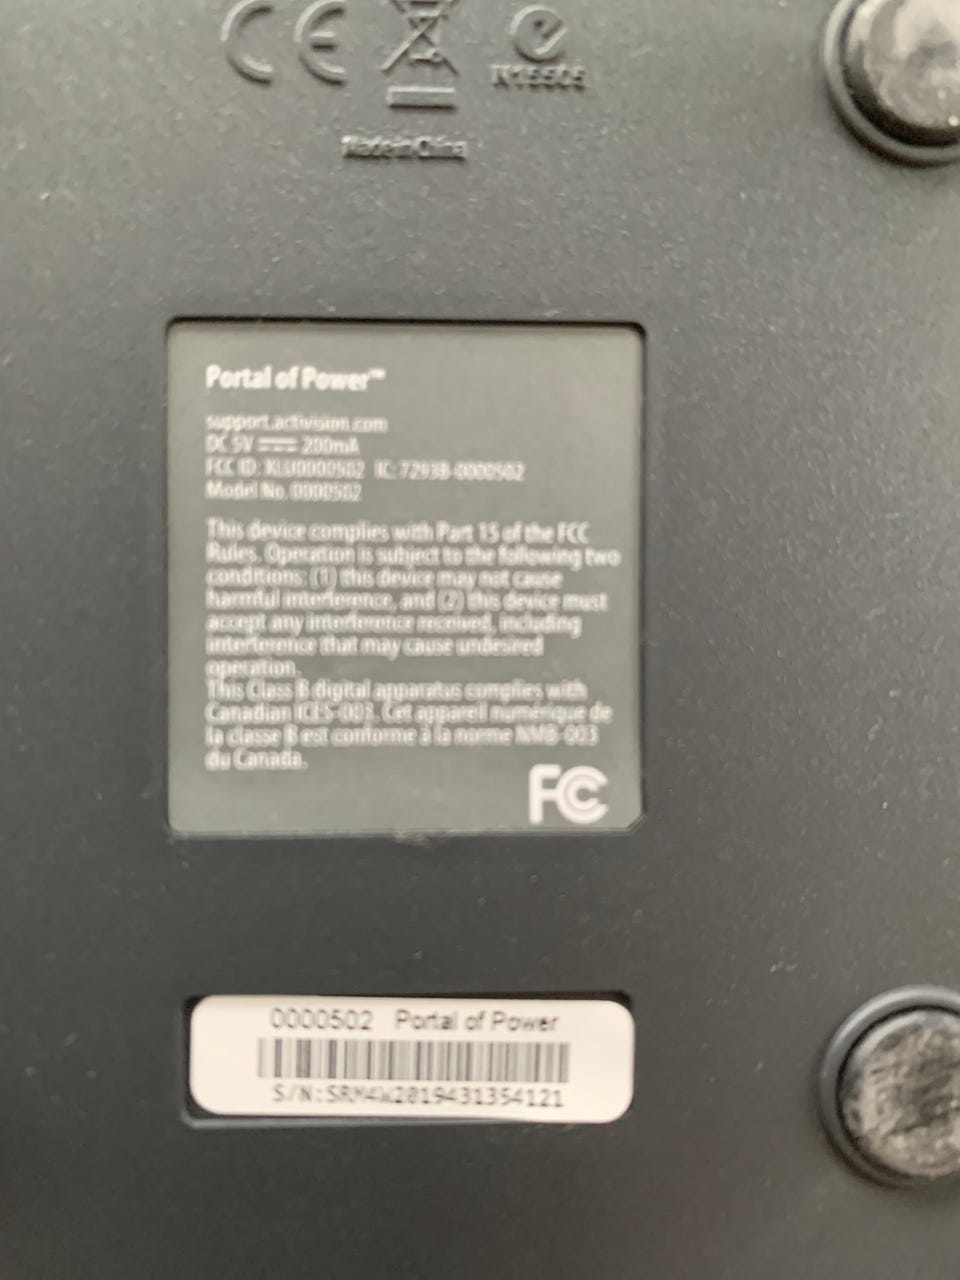 CE
N15505
Made in China
Portal of Power™
support.activision.com
DC 5V 200mA
FCC ID: XLU0000502 IC: 7293B-0000502
Model No. 0000502
This device complies with Part 15 of the FCC
Rules. Operation is subject to the following two
conditions: (1) this device may not cause
harmful interference, and (2) this device must
accept any interference received, including
interference that may cause undesired
operation.
This Class B digital apparatus complies with
Canadian ICES-003. Cet appareil numérique de
la classe B est conforme à la norme NMB-003
du Canada.
FC
0000502 Portal of Power
S/N:SRM4W2019431354121